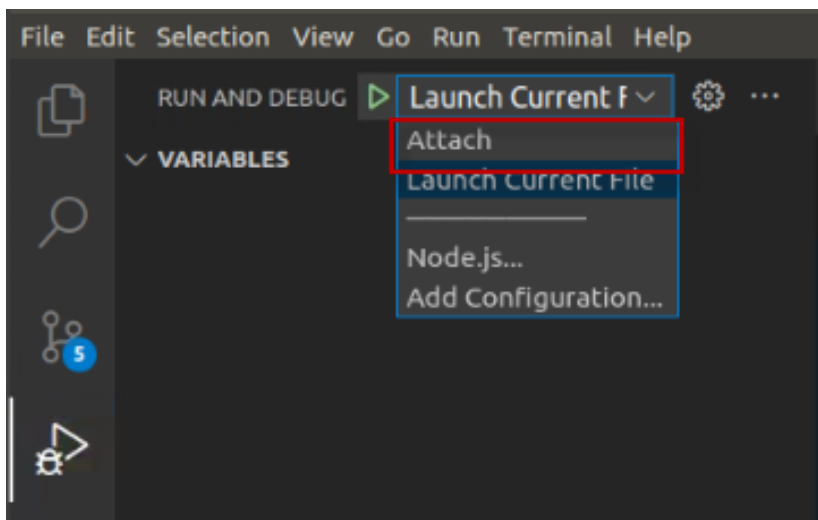 File Edit Selection View Go Run Terminal Help
RUN AND DEBUG Launch Current F
VARIABLES
Attach
Launch Current File
Node.js...
Add Configuration...
5